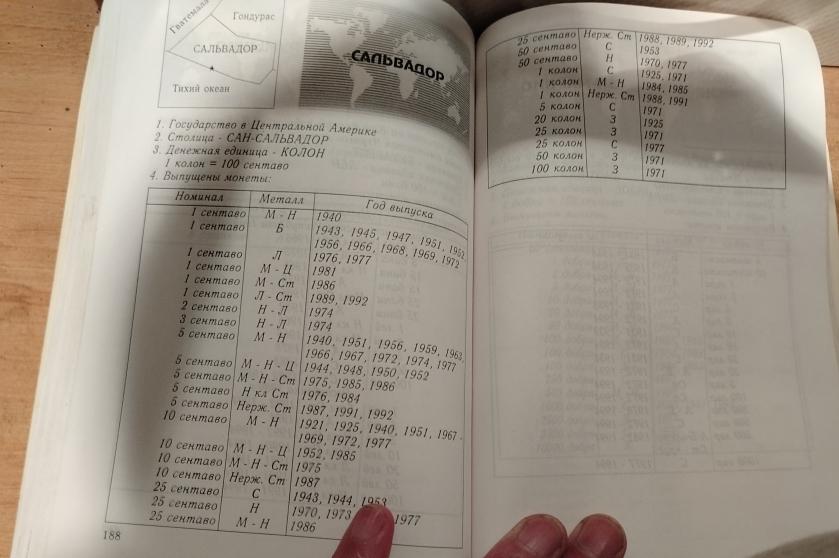 Гватемала
Гондурас
САЛЬВАДОР
Тихий океан
САЛЬВАДОР
1. Государство в Центральной Америке
2. Столица - САН-САЛЬВАДОР
3. Денежная единица - КОЛОН
1 колон = 100 сентаво
4. Выпущены монеты:
Номинал Металл Год выпуска
1 сентаво М - Н 1940
1 сентаво Б 1943, 1945, 1947, 1951, 1952,
1956, 1966, 1968, 1969, 1972
1 сентаво Л 1976, 1977
1 сентаво М - Ц 1981
1 сентаво М - Ст 1986
1 сентаво Л - Ст 1989, 1992
2 сентаво Н - Л 1974
3 сентаво Н - Л 1974
5 сентаво М - Н 1940, 1951, 1956, 1959, 1963,
1966, 1967, 1972, 1974, 1977
5 сентаво М - Н - Ц 1944, 1948, 1950, 1952
5 сентаво М - Н - Ст 1975, 1985, 1986
5 сентаво Н кл Ст 1976, 1984
5 сентаво Нерж. Ст 1987, 1991, 1992
10 сентаво М - Н 1921, 1925, 1940, 1951, 1967 -
1969, 1972, 1977
10 сентаво М - Н - Ц 1952, 1985
10 сентаво М - Н - Ст 1975
10 сентаво Нерж. Ст 1987
25 сентаво С 1943, 1944, 1953
25 сентаво Н 1970, 1973 1977
25 сентаво М - Н 1986
188
25 сентаво Нерж. Ст 1988, 1989, 1992
50 сентаво С 1953
50 сентаво Н 1970, 1977
1 колон С 1925, 1971
1 колон М - Н 1984, 1985
1 колон Нерж. Ст 1988, 1991
5 колон С 1971
20 колон З 1925
25 колон З 1971
25 колон С 1977
50 колон З 1971
100 колон З 1971